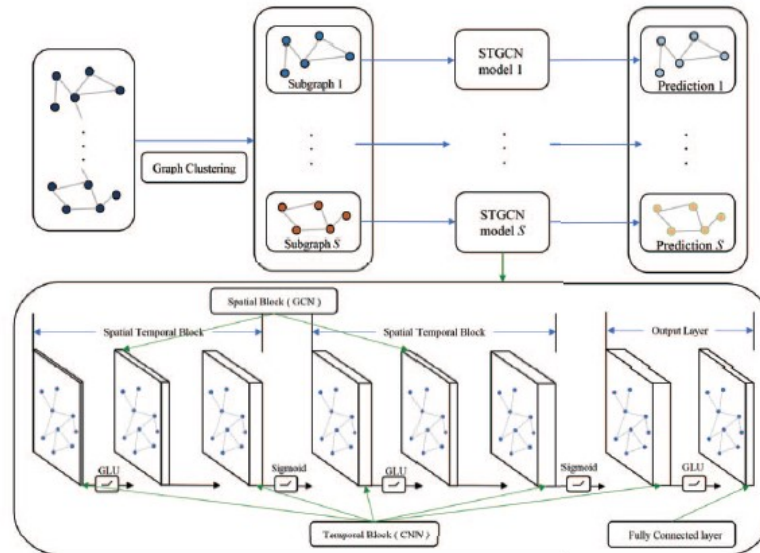 Subgraph 1
STGCN
model 1
Prediction 1
Graph Clustering
Subgraph S
STGCN
model S
Prediction S
Spatial Block ( GCN )
Spatial Temporal Block
Spatial Temporal Block
Output Layer
GLU
Sigmoid
GLU
Sigmoid
GLU
Temporal Block ( CNN )
Fully Connected layer